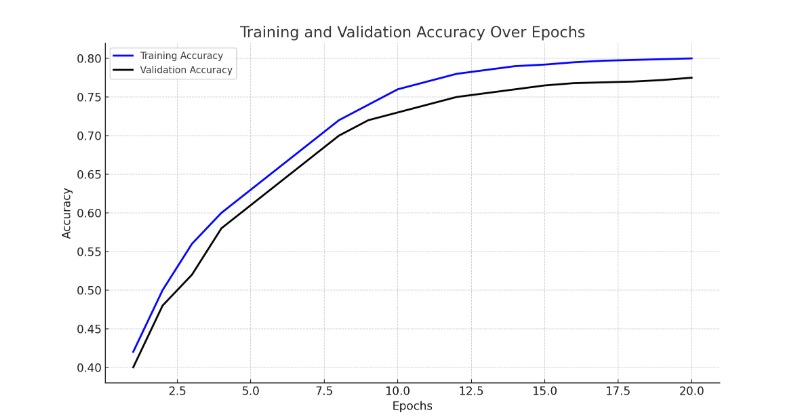 Training and Validation Accuracy Over Epochs
Training Accuracy
Validation Accuracy
Accuracy
0.80
0.75
0.70
0.65
0.60
0.55
0.50
0.45
0.40
2.5 5.0 7.5 10.0 12.5 15.0 17.5 20.0
Epochs